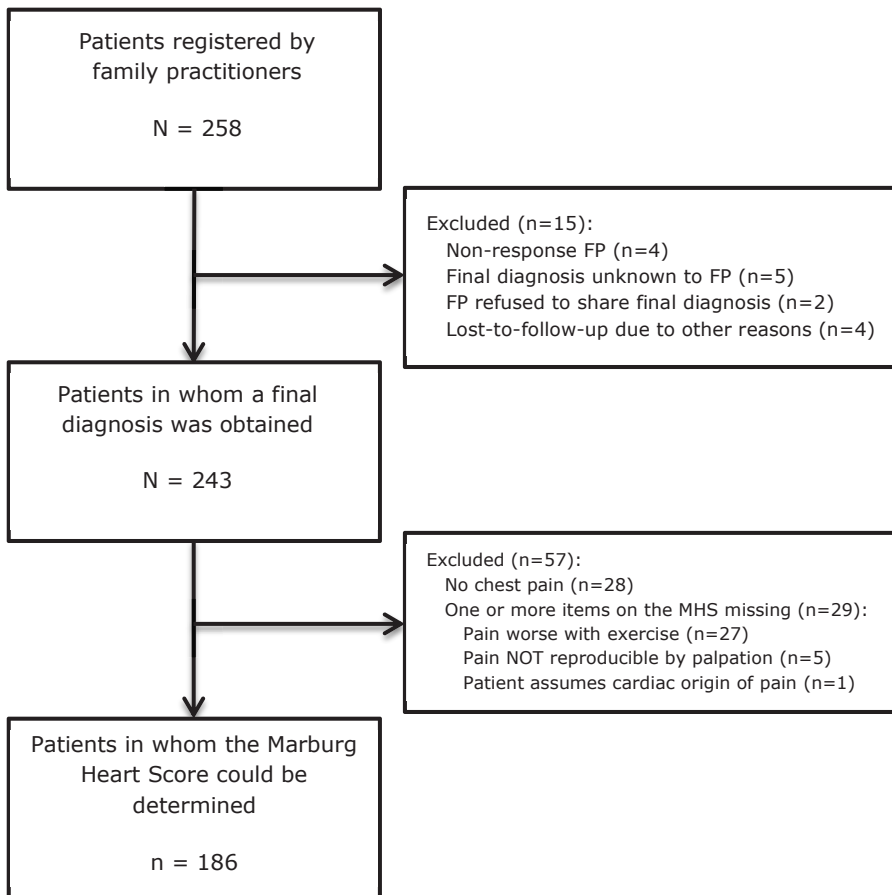 Patients registered by
family practitioners
N = 258
Excluded (n=15):
Non-response FP (n=4)
Final diagnosis unknown to FP (n=5)
FP refused to share final diagnosis (n=2)
Lost-to-follow-up due to other reasons (n=4)
Patients in whom a final
diagnosis was obtained
N = 243
Excluded (n=57):
No chest pain (n=28)
One or more items on the MHS missing (n=29):
Pain worse with exercise (n=27)
Pain NOT reproducible by palpation (n=5)
Patient assumes cardiac origin of pain (n=1)
Patients in whom the Marburg
Heart Score could be
determined
n = 186